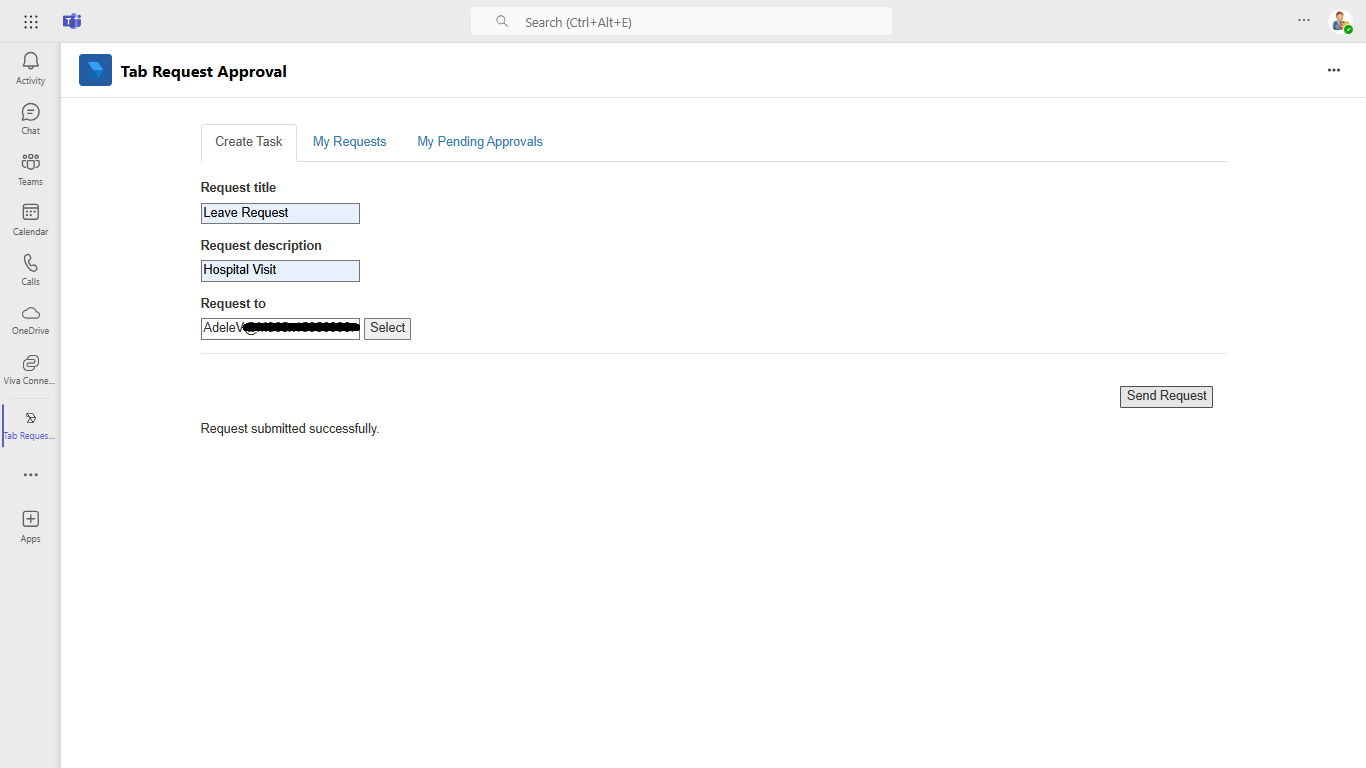 Search (Ctrl+Alt+E)
Activity
Chat
Teams
Calendar
Calls
OneDrive
Viva Conne...
Tab Reques...
Apps
Tab Request Approval
Create Task My Requests My Pending Approvals
Request title
Leave Request
Request description
Hospital Visit
Request to
AdeleV Select
Send Request
Request submitted successfully.